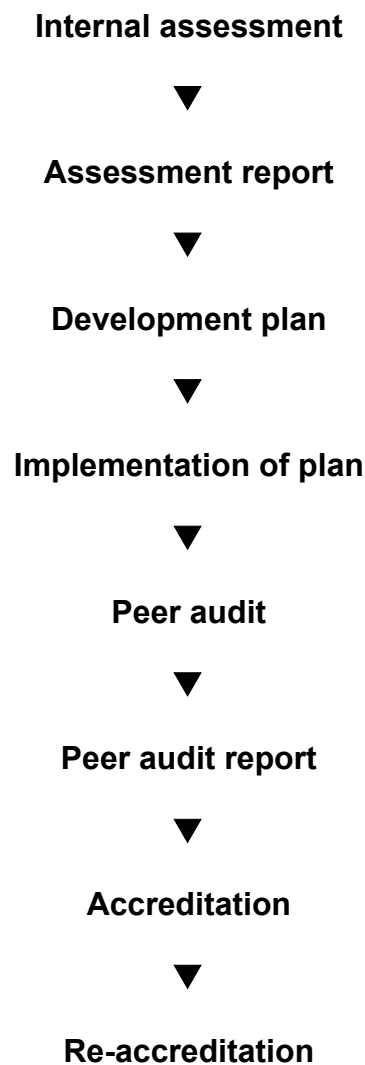 Internal assessment
▼
Assessment report
▼
Development plan
▼
Implementation of plan
▼
Peer audit
▼
Peer audit report
▼
Accreditation
▼
Re-accreditation